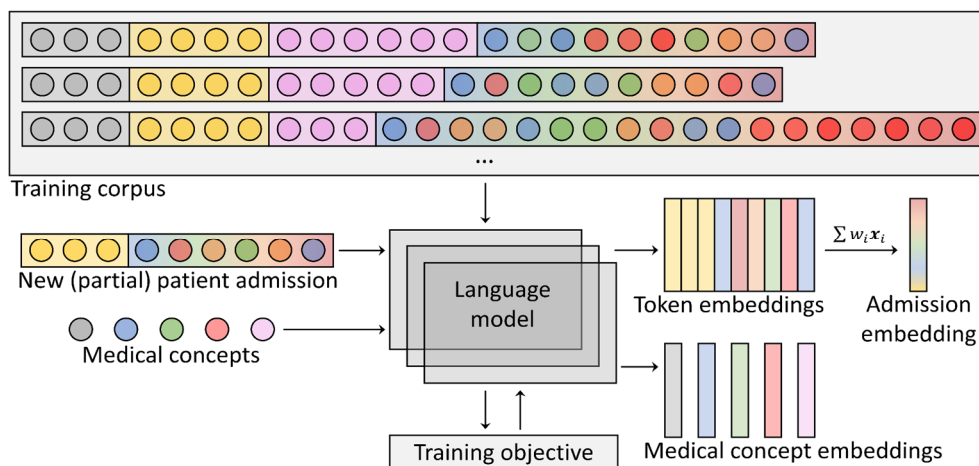 ...
Training corpus
New (partial) patient admission
Medical concepts
Language
model
Training objective
Token embeddings
∑ wᵢxᵢ
Admission
embedding
Medical concept embeddings